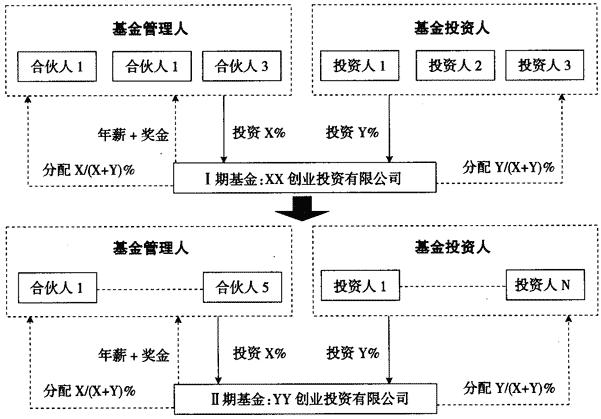 基金管理人
基金投资人
合伙人 1
合伙人 1
合伙人 3
投资人 1
投资人 2
投资人 3
年薪 + 奖金
投资 X%
投资 Y%
分配 X/(X+Y)%
分配 Y/(X+Y)%
Ⅰ期基金:XX 创业投资有限公司
基金管理人
基金投资人
合伙人 1
合伙人 5
投资人 1
投资人 N
年薪 + 奖金
投资 X%
投资 Y%
分配 X/(X+Y)%
分配 Y/(X+Y)%
Ⅱ期基金:YY 创业投资有限公司